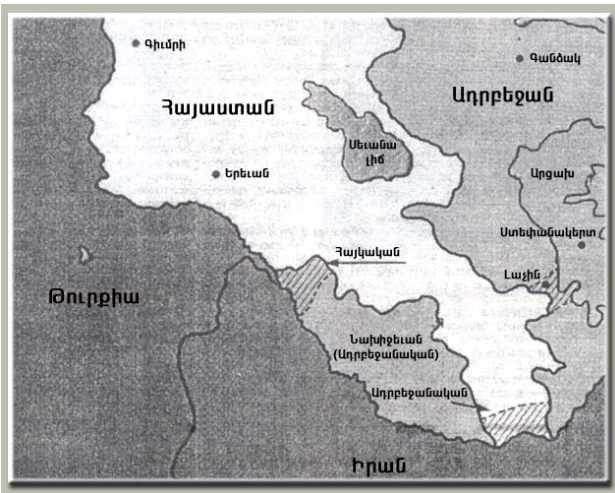 Գիւմրի
Գանձակ
Հայաստան
Ադրբեջան
Սեւանա
լիճ
Երեւան
Արցախ
Ստեփանակերտ
Հայկական
Լաչին
Թուրքիա
Նախիջեւան
(Ադրբեջանական)
Ադրբեջանական
Իրան